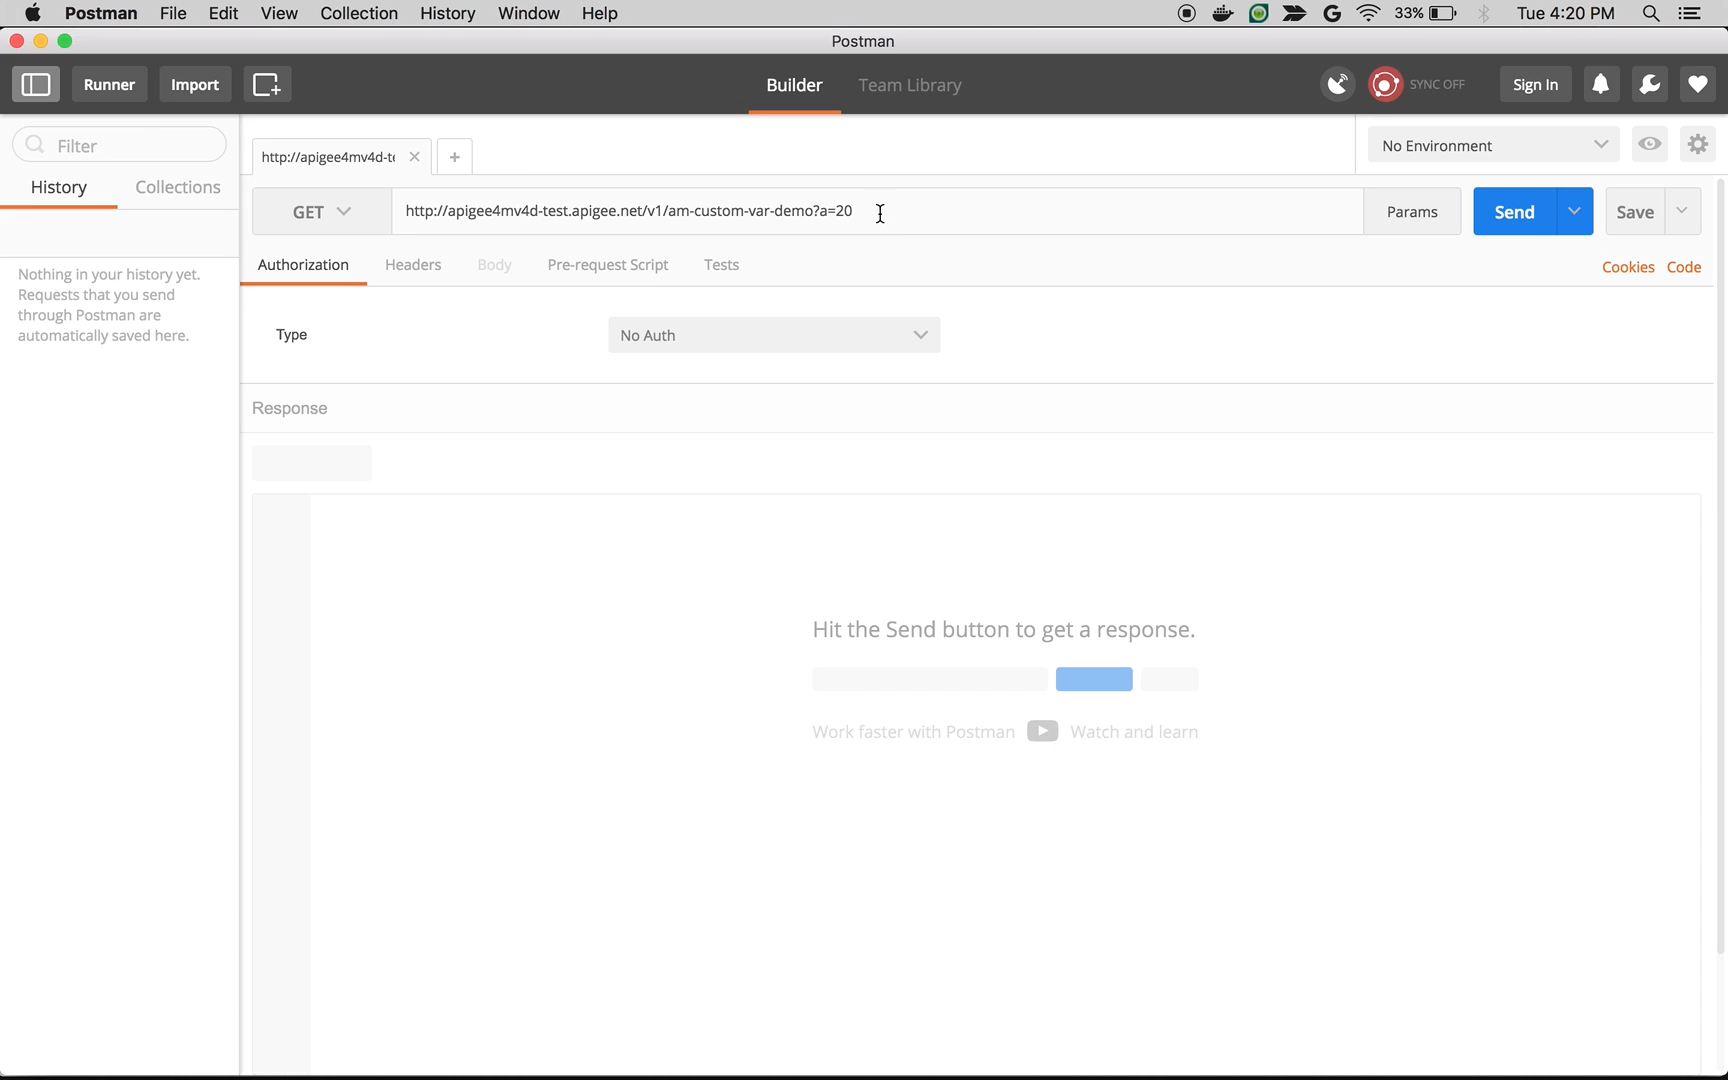 Postman File Edit View Collection History Window Help 33% Tue 4:20 PM
Postman
Runner Import Builder Team Library SYNC OFF Sign In
Filter
http://apigee4mv4d-te
No Environment
History Collections
GET http://apigee4mv4d-test.apigee.net/v1/am-custom-var-demo?a=20 Params Send Save
Authorization Headers Body Pre-request Script Tests Cookies Code
Nothing in your history yet.
Requests that you send
through Postman are
automatically saved here.
Type No Auth
Response
Hit the Send button to get a response.
Work faster with Postman Watch and learn